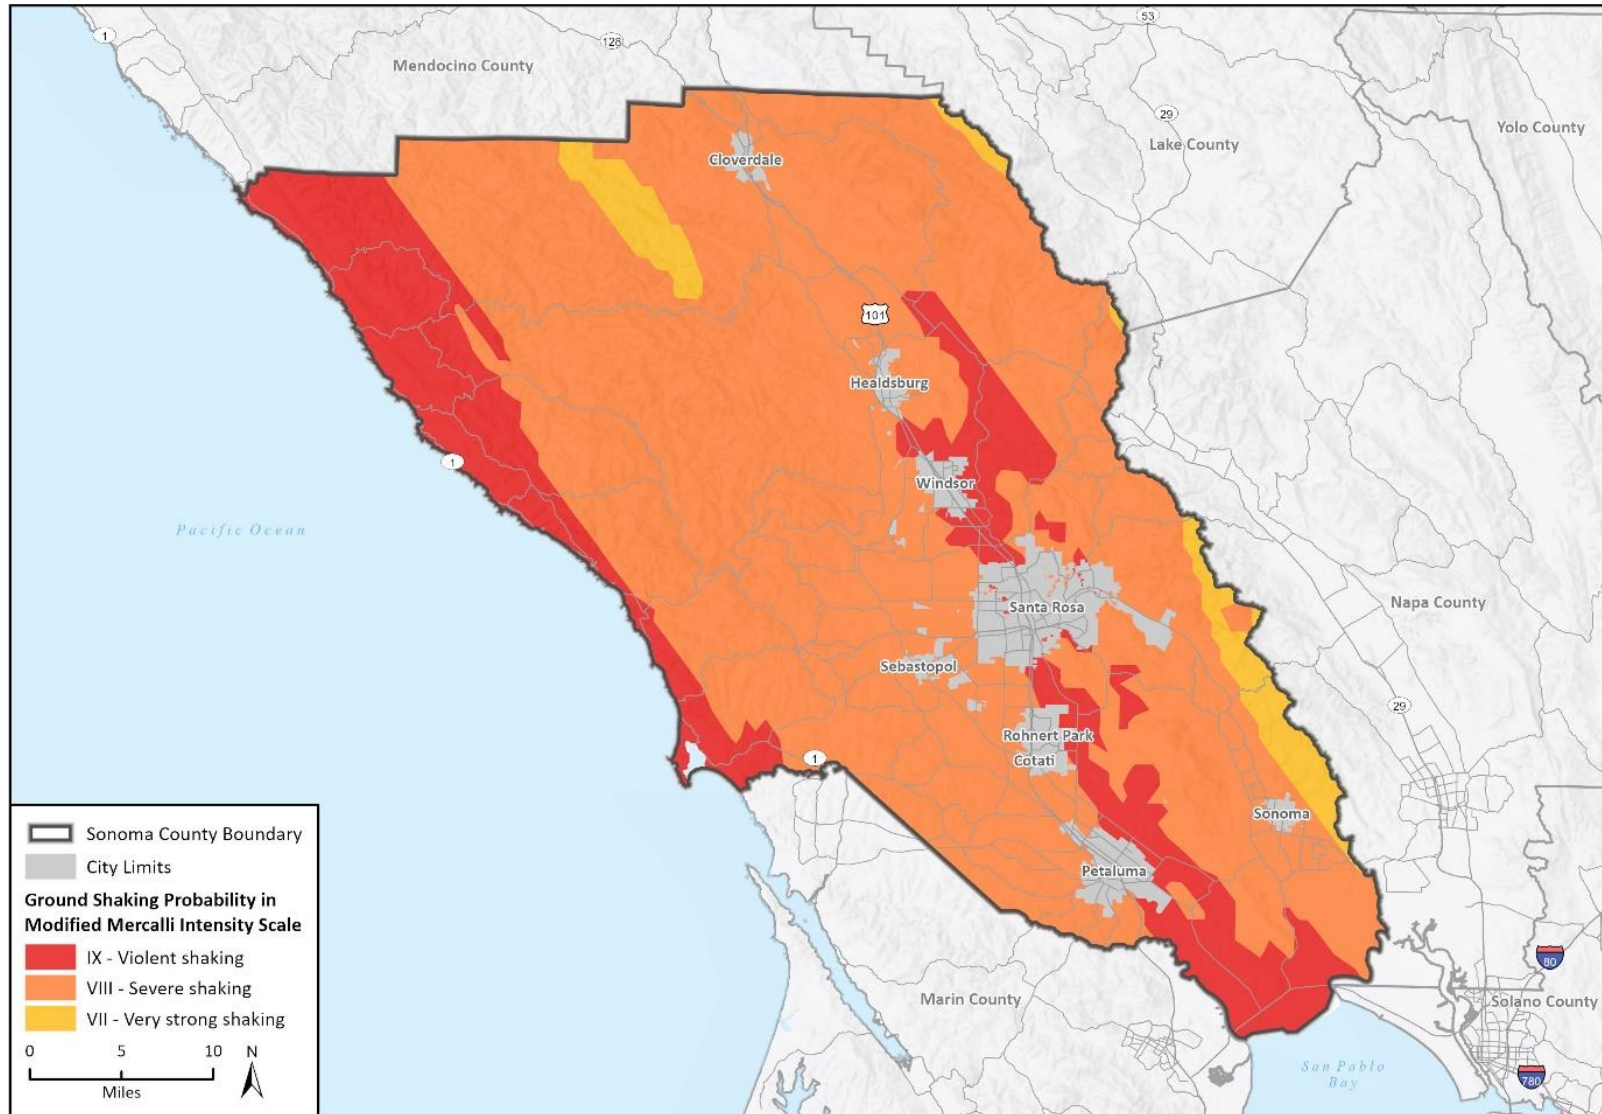 1
128
53
Mendocino County
29
Lake County
Yolo County
Cloverdale
101
Healdsburg
1
Windsor
Pacific Ocean
Santa Rosa
Napa County
Sebastopol
29
Rohnert Park
Cotati
1
Sonoma
Petaluma
80
Marin County
Solano County
San Pablo
Bay
780
Sonoma County Boundary
City Limits
Ground Shaking Probability in
Modified Mercalli Intensity Scale
IX - Violent shaking
VIII - Severe shaking
VII - Very strong shaking
0 5 10 N
Miles